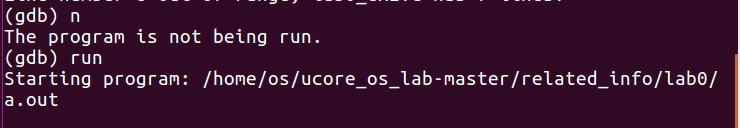 (gdb) n
The program is not being run.
(gdb) run
Starting program: /home/os/ucore_os_lab-master/related_info/lab0/
a.out